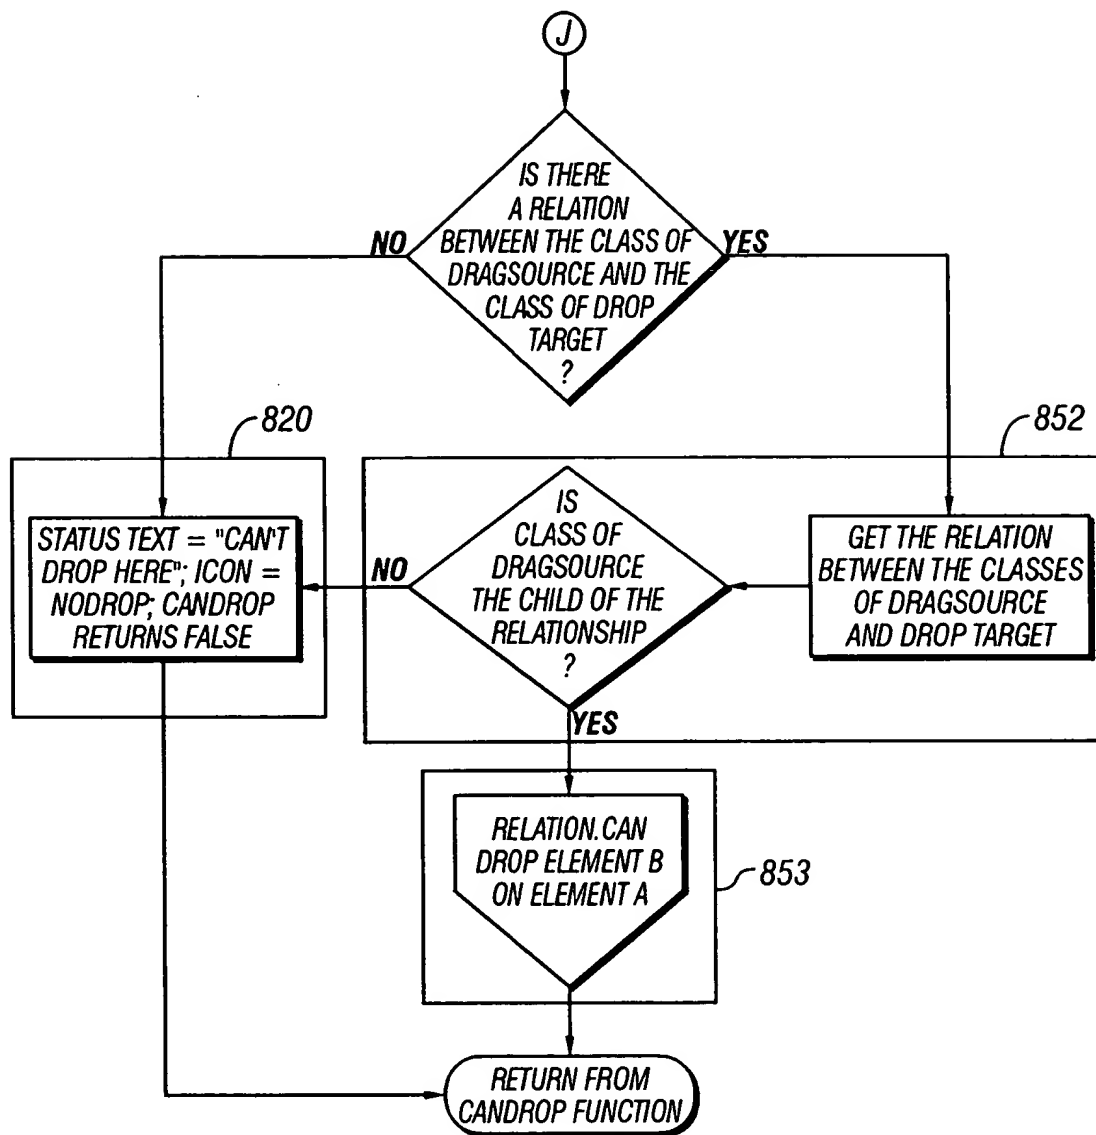 J
IS THERE
A RELATION
BETWEEN THE CLASS OF
DRAGSOURCE AND THE
CLASS OF DROP
TARGET
?
NO
YES
820
852
STATUS TEXT = "CAN'T
DROP HERE"; ICON =
NODROP; CANDROP
RETURNS FALSE
NO
IS
CLASS OF
DRAGSOURCE
THE CHILD OF THE
RELATIONSHIP
?
GET THE RELATION
BETWEEN THE CLASSES
OF DRAGSOURCE
AND DROP TARGET
YES
RELATION.CAN
DROP ELEMENT B
ON ELEMENT A
853
RETURN FROM
CANDROP FUNCTION